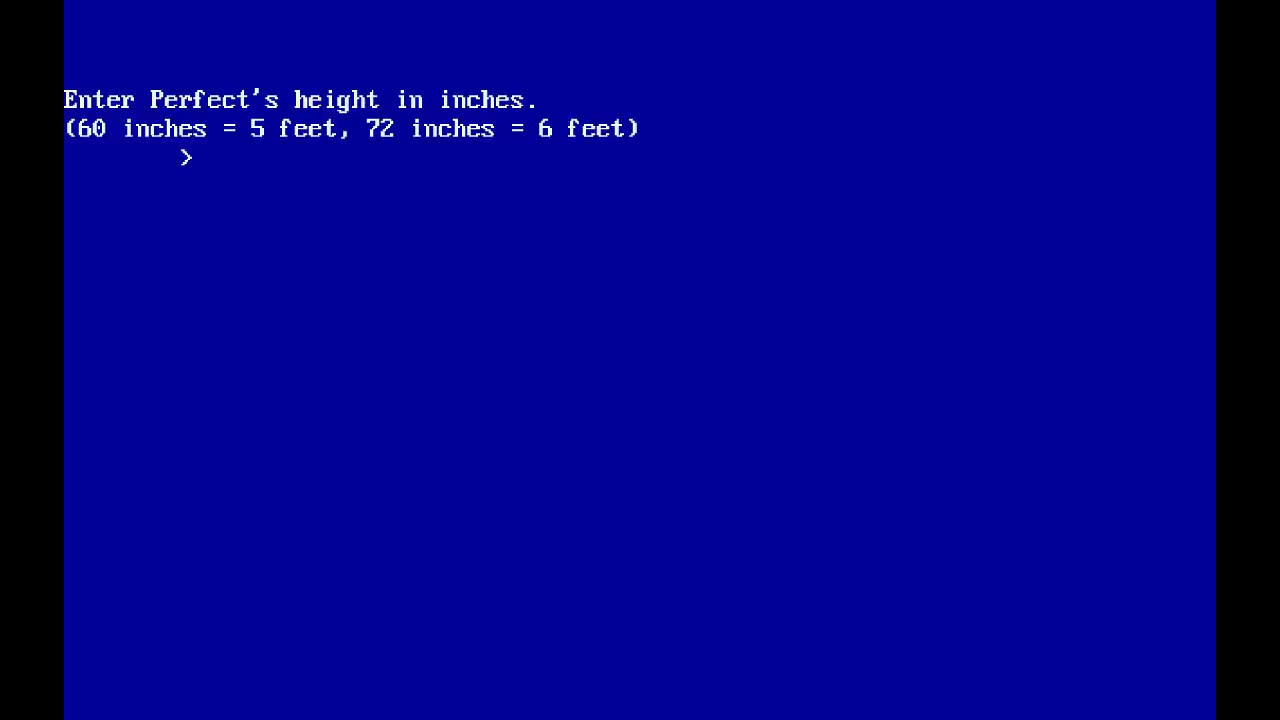 Enter Perfect's height in inches.
(60 inches = 5 feet, 72 inches = 6 feet)
>